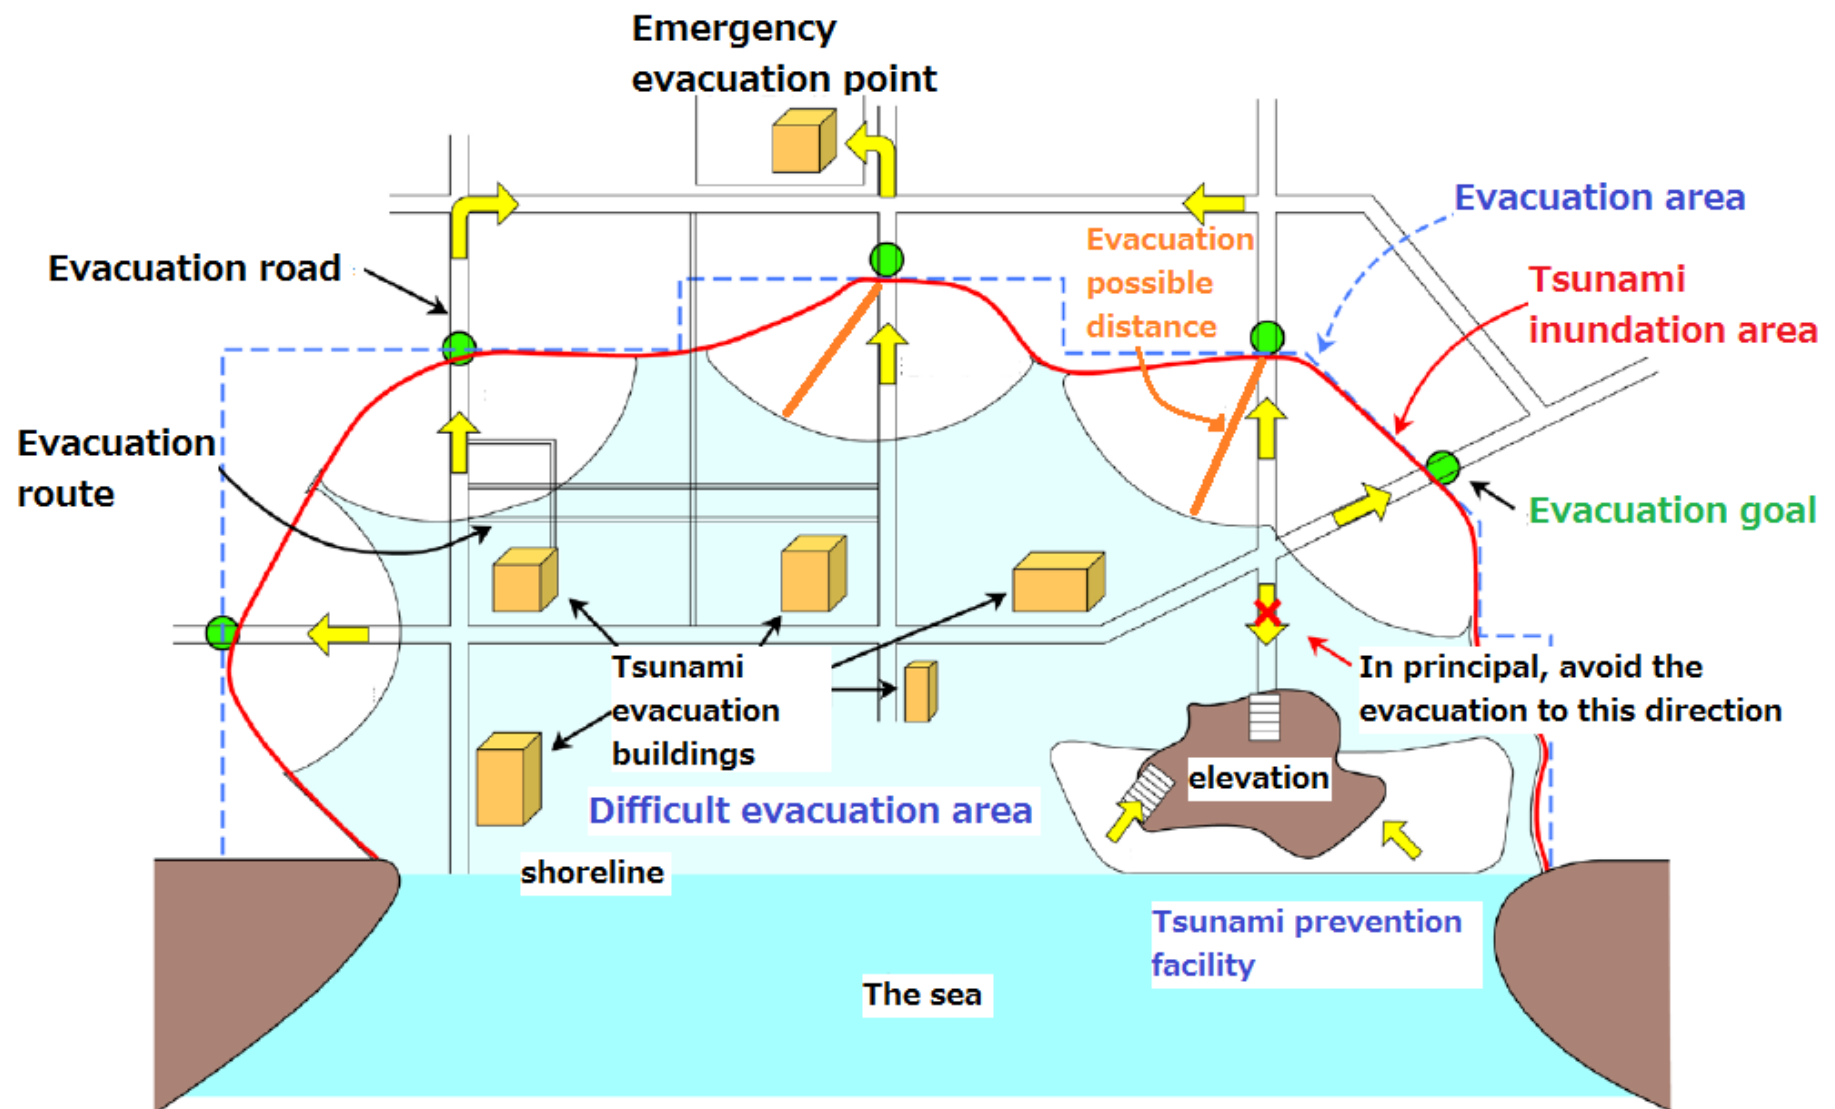 Emergency
evacuation point
Evacuation area
Evacuation
possible
distance
Evacuation road
Tsunami
inundation area
Evacuation
route
Evacuation goal
Tsunami
evacuation
buildings
In principal, avoid the
evacuation to this direction
elevation
Difficult evacuation area
shoreline
Tsunami prevention
facility
The sea